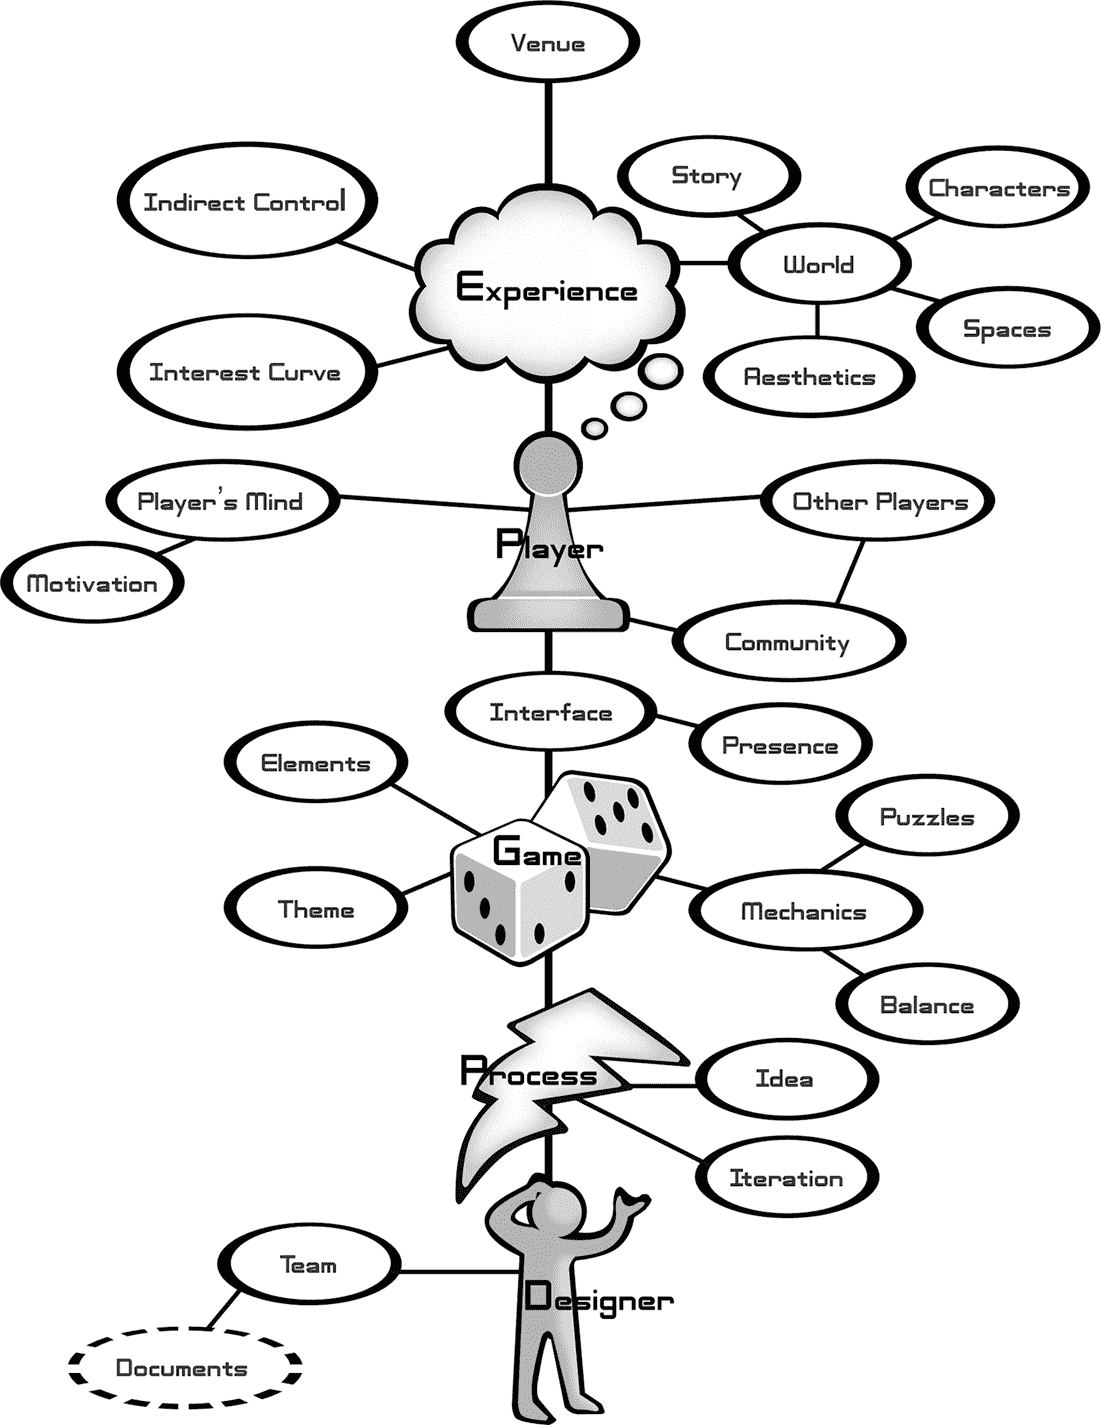 Venue
Story
Characters
Indirect Control
World
Experience
Spaces
Interest Curve
Aesthetics
Player's Mind
Other Players
Player
Motivation
Community
Interface
Presence
Elements
Puzzles
Game
Theme
Mechanics
Balance
Process
Idea
Iteration
Team
Designer
Documents